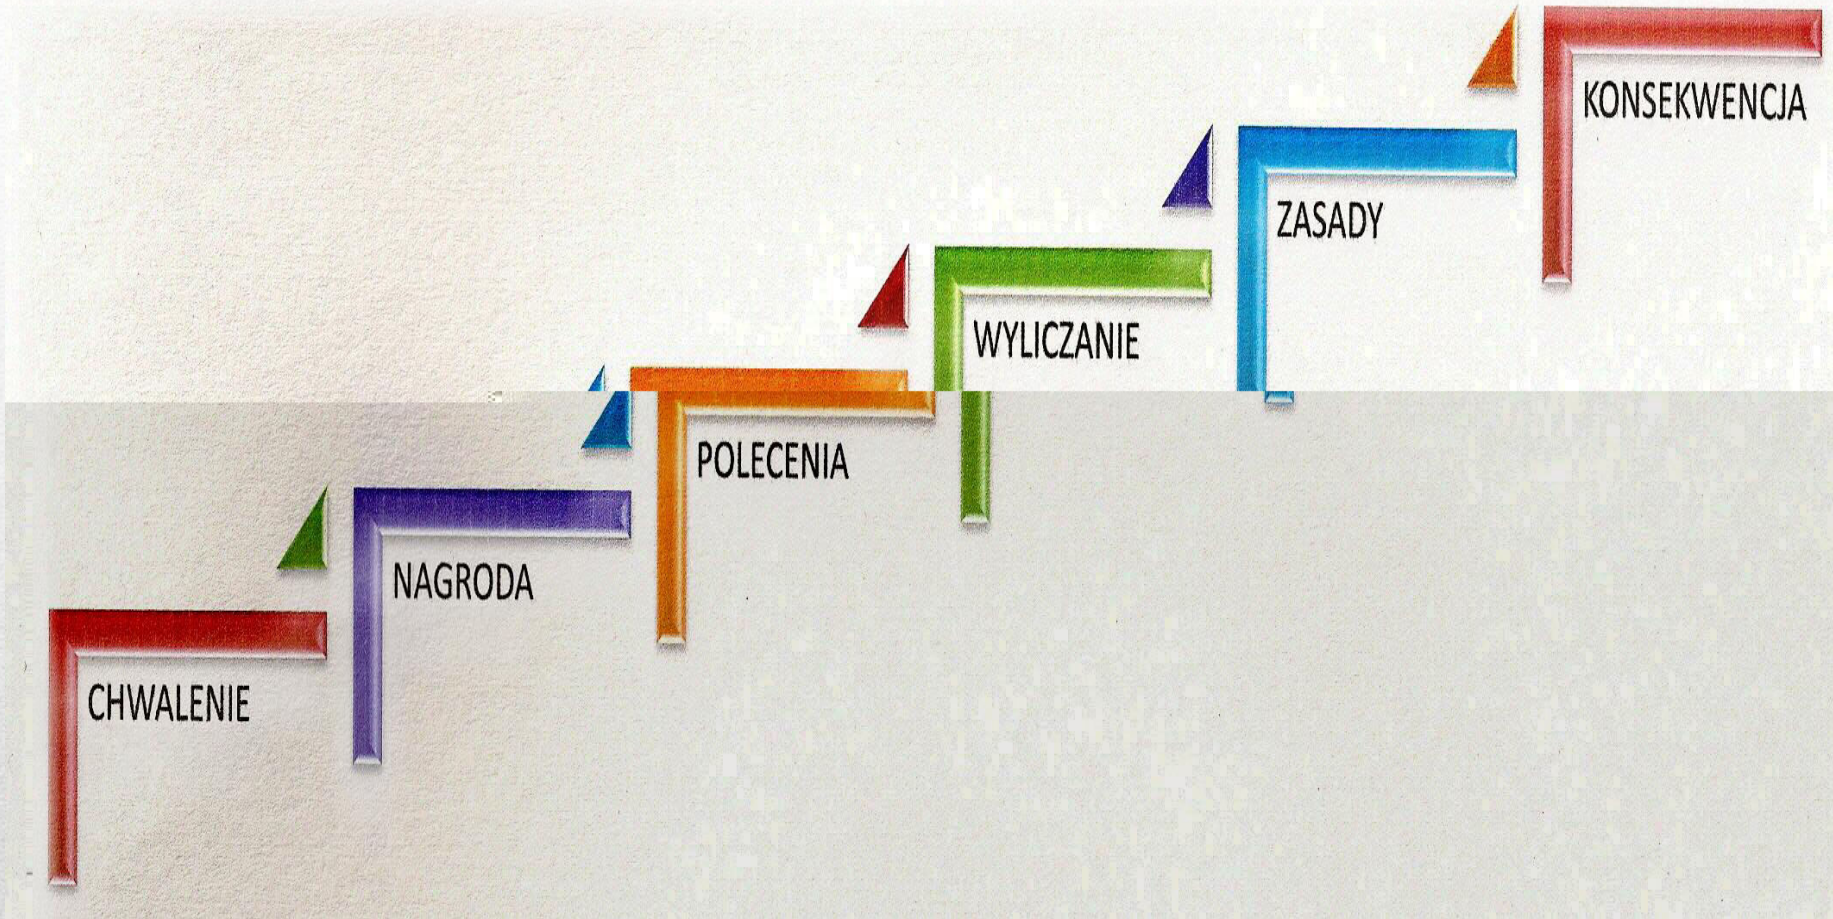 KONSEKWENCJA
ZASADY
WYLICZANIE
POLECENIA
NAGRODA
CHWALENIE